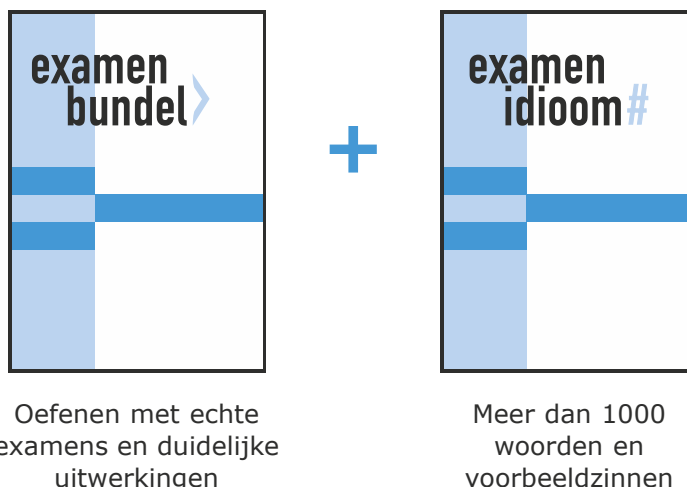 examen
bundel>
+
examen
idioom#
Oefenen met echte
examens en duidelijke
uitwerkingen
Meer dan 1000
woorden en
voorbeeldzinnen